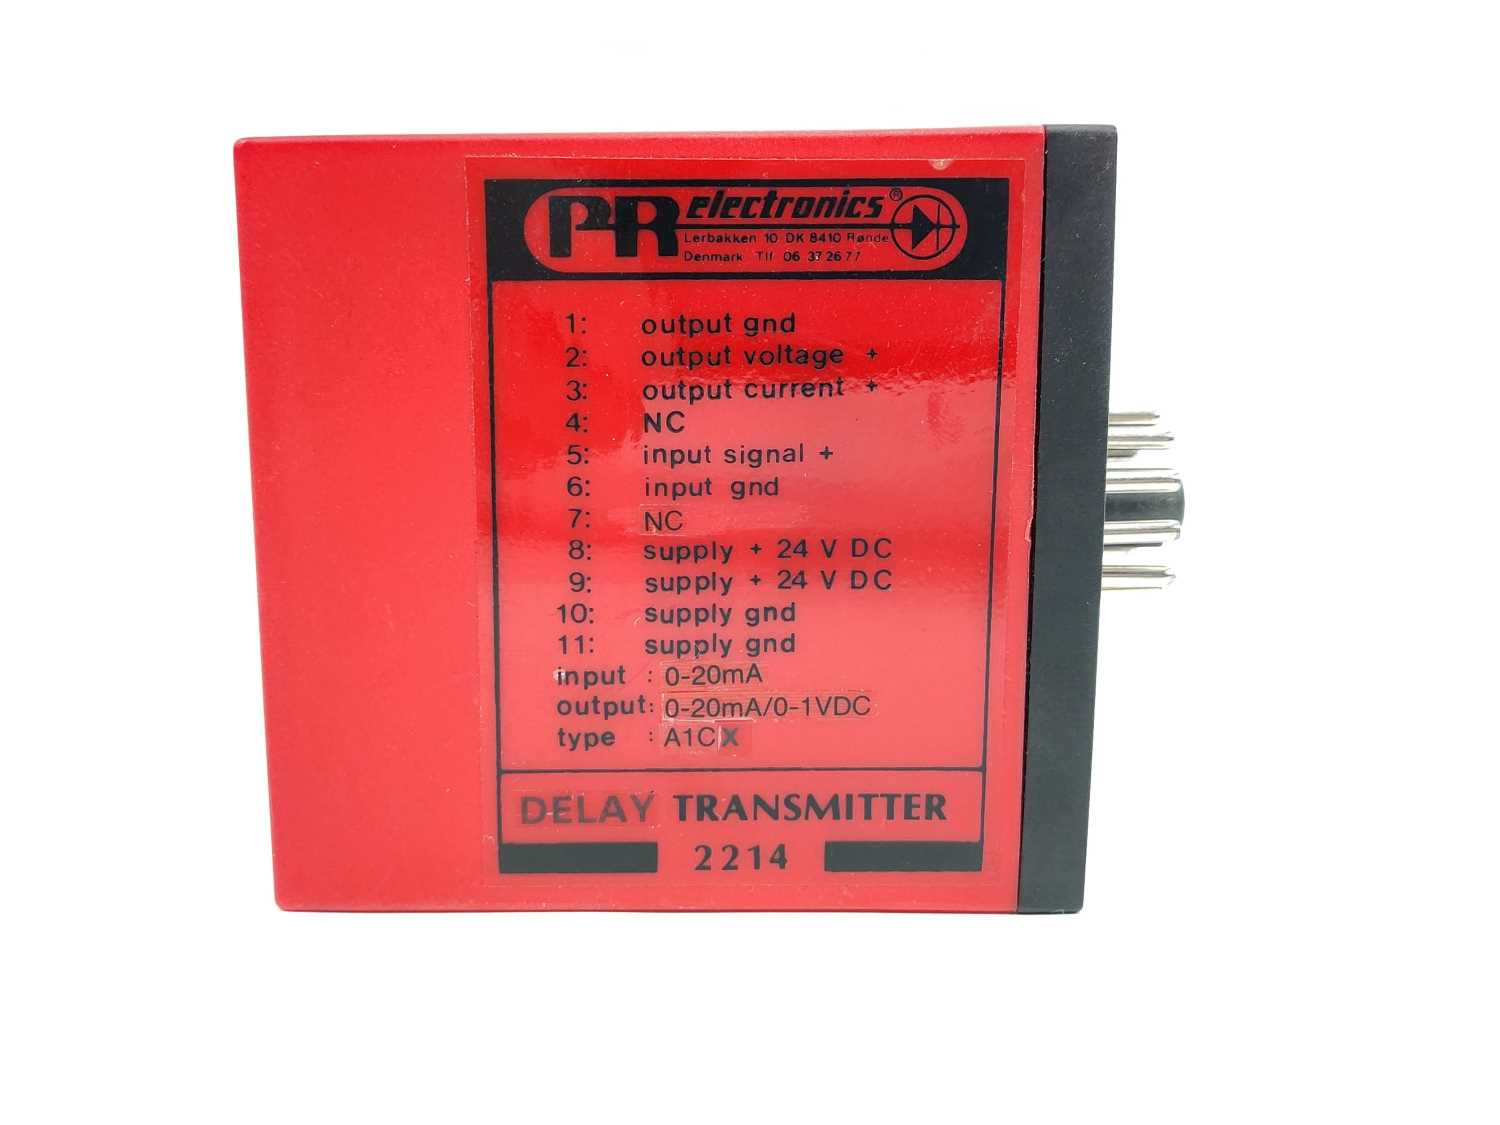 PR electronics®
Lerbakken 10 DK 8410 Rønde
Denmark Tlf 06 37 26 77
1: output gnd
2: output voltage +
3: output current +
4: NC
5: input signal +
6: input gnd
7: NC
8: supply + 24 V DC
9: supply + 24 V DC
10: supply gnd
11: supply gnd
input : 0-20mA
output: 0-20mA/0-1VDC
type : A1CX
DELAY TRANSMITTER
2214